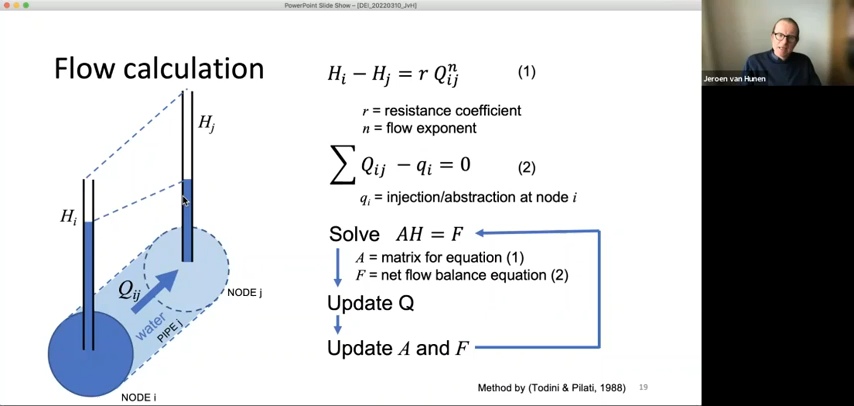 PowerPoint Slide Show - [DEI_20220310_JvH]
Jeroen van Hunen
Flow calculation
H_j
H_i
Q_ij
water
PIPE j
NODE j
NODE i
H_i − H_j = r Q_ij^n (1)
r = resistance coefficient
n = flow exponent
∑ Q_ij − q_i = 0 (2)
q_i = injection/abstraction at node i
Solve AH = F
A = matrix for equation (1)
F = net flow balance equation (2)
Update Q
Update A and F
Method by (Todini & Pilati, 1988) 19